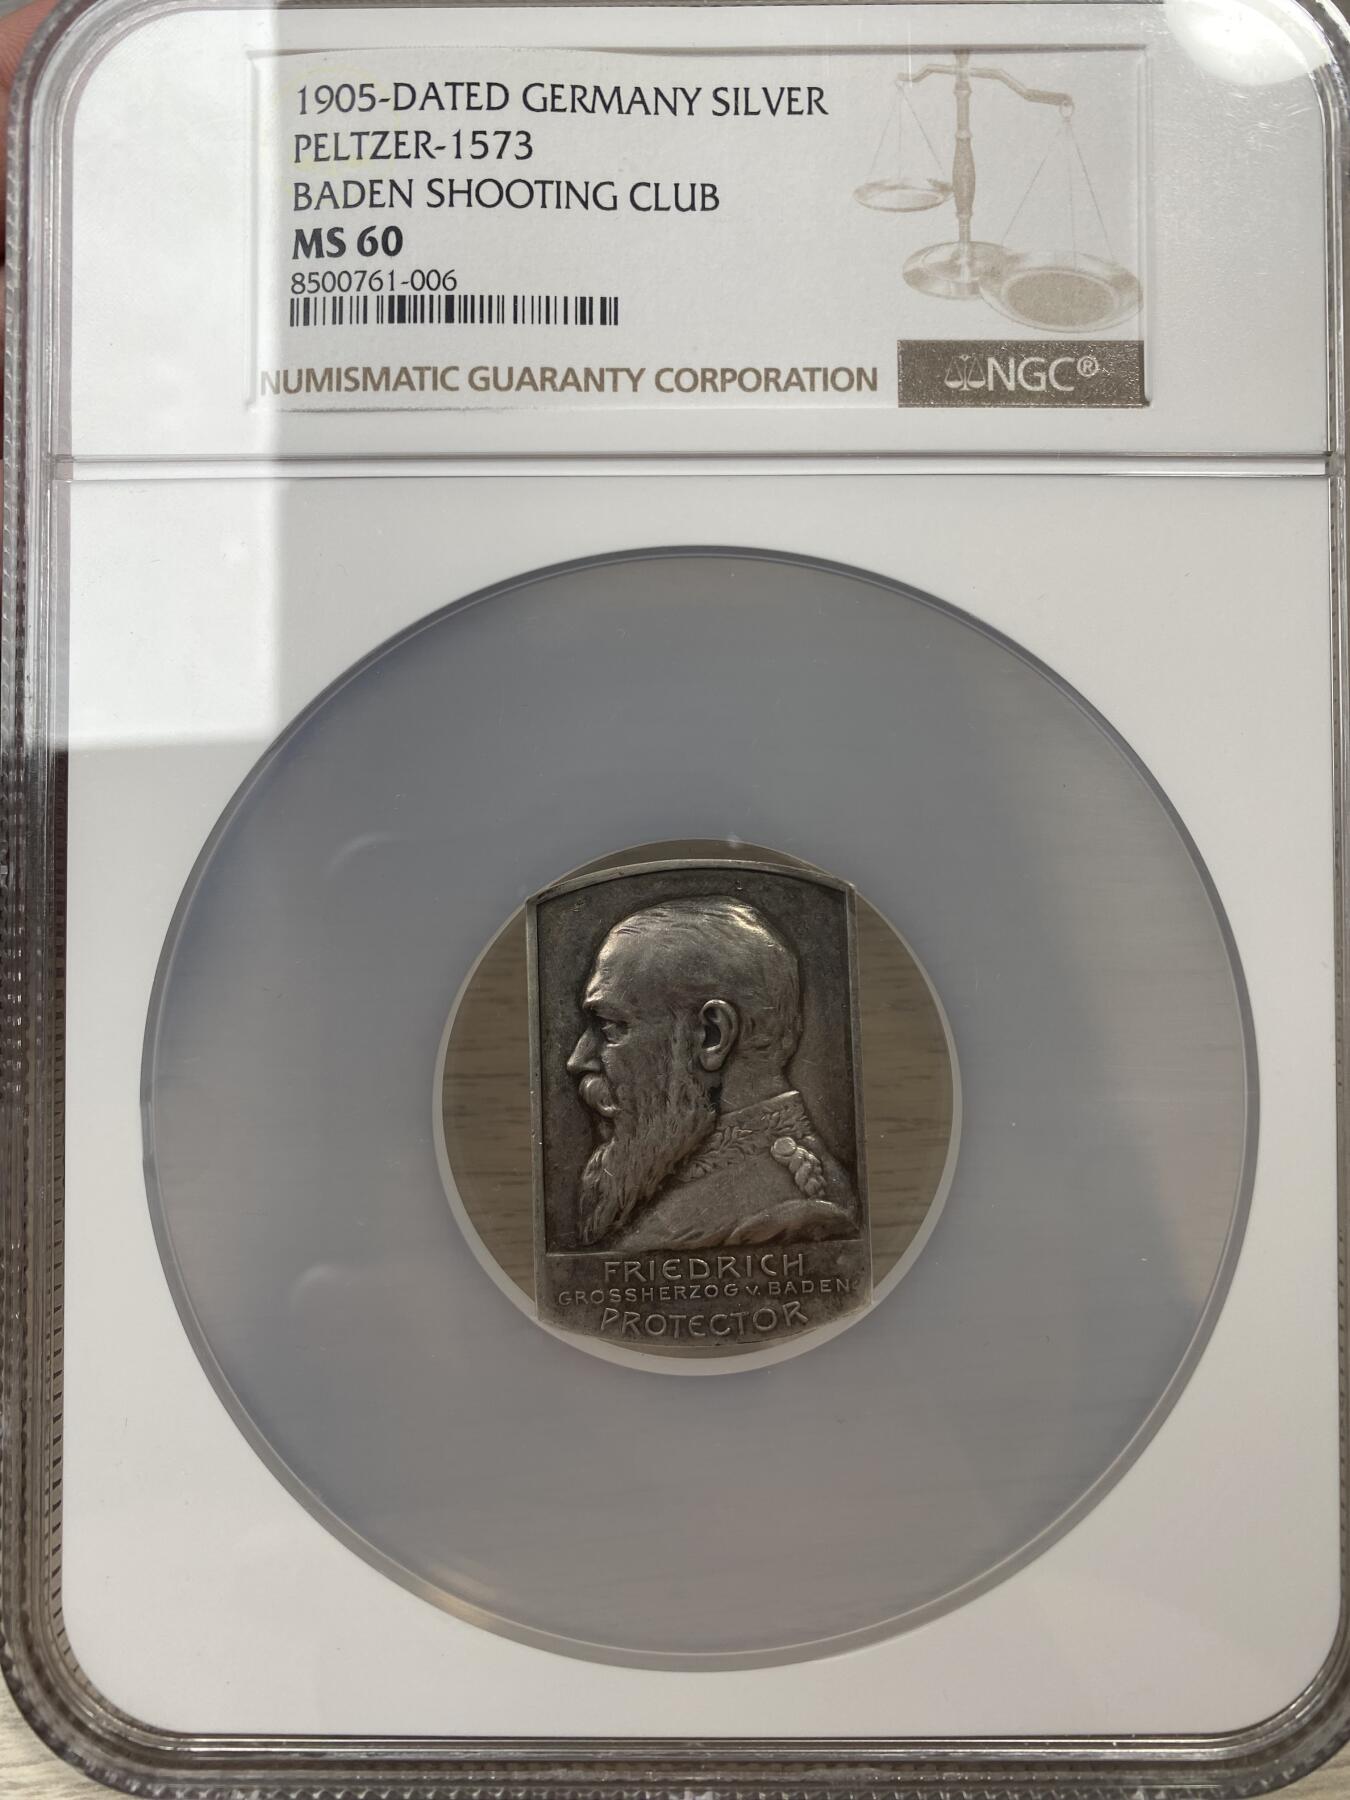 1905-DATED GERMANY SILVER
PELTZER-1573
BADEN SHOOTING CLUB
MS 60
8500761-006
NUMISMATIC GUARANTY CORPORATION
NGC®
FRIEDRICH
GROSSHERZOG v. BADEN
PROTECTOR